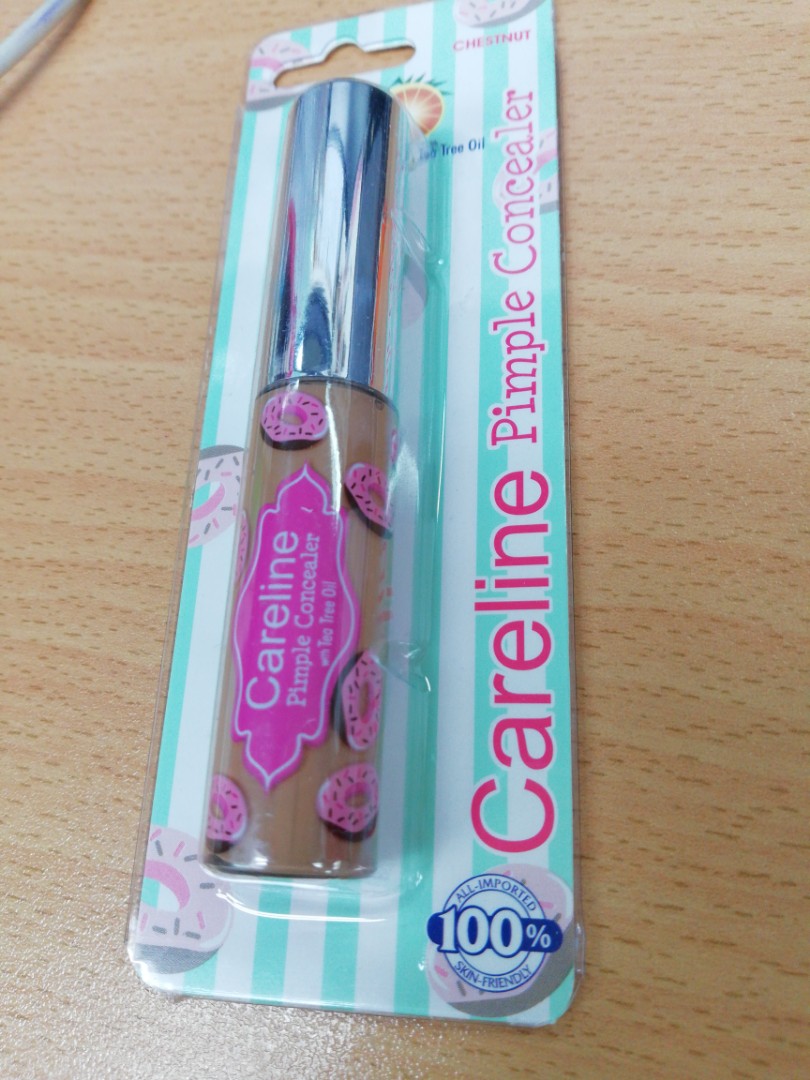 CHESTNUT
Tea Tree Oil
Careline Pimple Concealer
Careline
Pimple Concealer
with Tea Tree Oil
ALL-IMPORTED
100%
SKIN-FRIENDLY